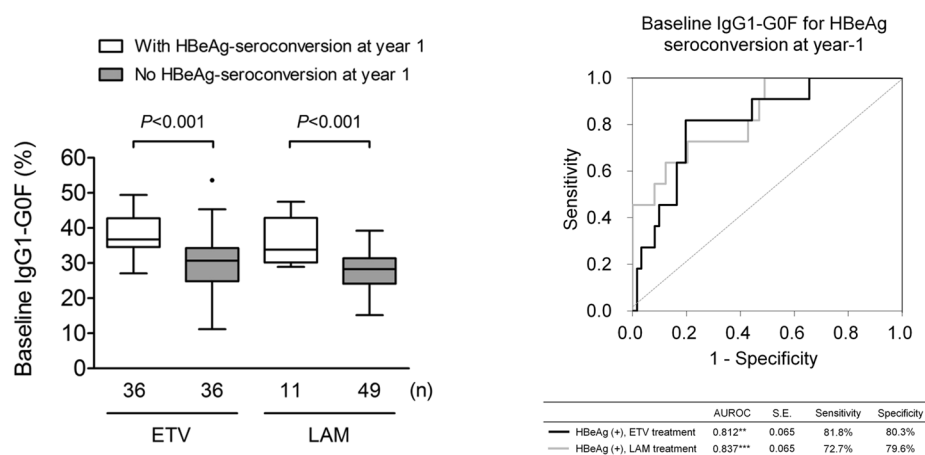 With HBeAg-seroconversion at year 1
No HBeAg-seroconversion at year 1
P<0.001
P<0.001
Baseline IgG1-G0F (%)
60
50
40
30
20
10
0
36 36 11 49 (n)
ETV LAM
Baseline IgG1-G0F for HBeAg
seroconversion at year-1
Sensitivity
1.0
0.8
0.6
0.4
0.2
0.0
0.0 0.2 0.4 0.6 0.8 1.0
1 - Specificity
AUROC S.E. Sensitivity Specificity
HBeAg (+), ETV treatment 0.812** 0.065 81.8% 80.3%
HBeAg (+), LAM treatment 0.837*** 0.065 72.7% 79.6%